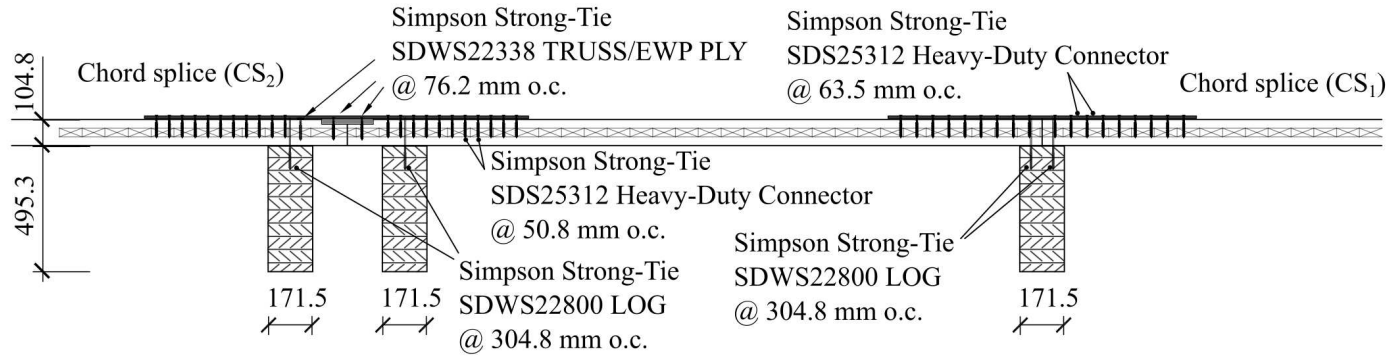 Simpson Strong-Tie
SDWS22338 TRUSS/EWP PLY
@ 76.2 mm o.c.
Simpson Strong-Tie
SDS25312 Heavy-Duty Connector
@ 63.5 mm o.c.
Chord splice (CS₂)
Chord splice (CS₁)
104.8
495.3
Simpson Strong-Tie
SDS25312 Heavy-Duty Connector
@ 50.8 mm o.c.
Simpson Strong-Tie
SDWS22800 LOG
@ 304.8 mm o.c.
Simpson Strong-Tie
SDWS22800 LOG
@ 304.8 mm o.c.
171.5
171.5
171.5